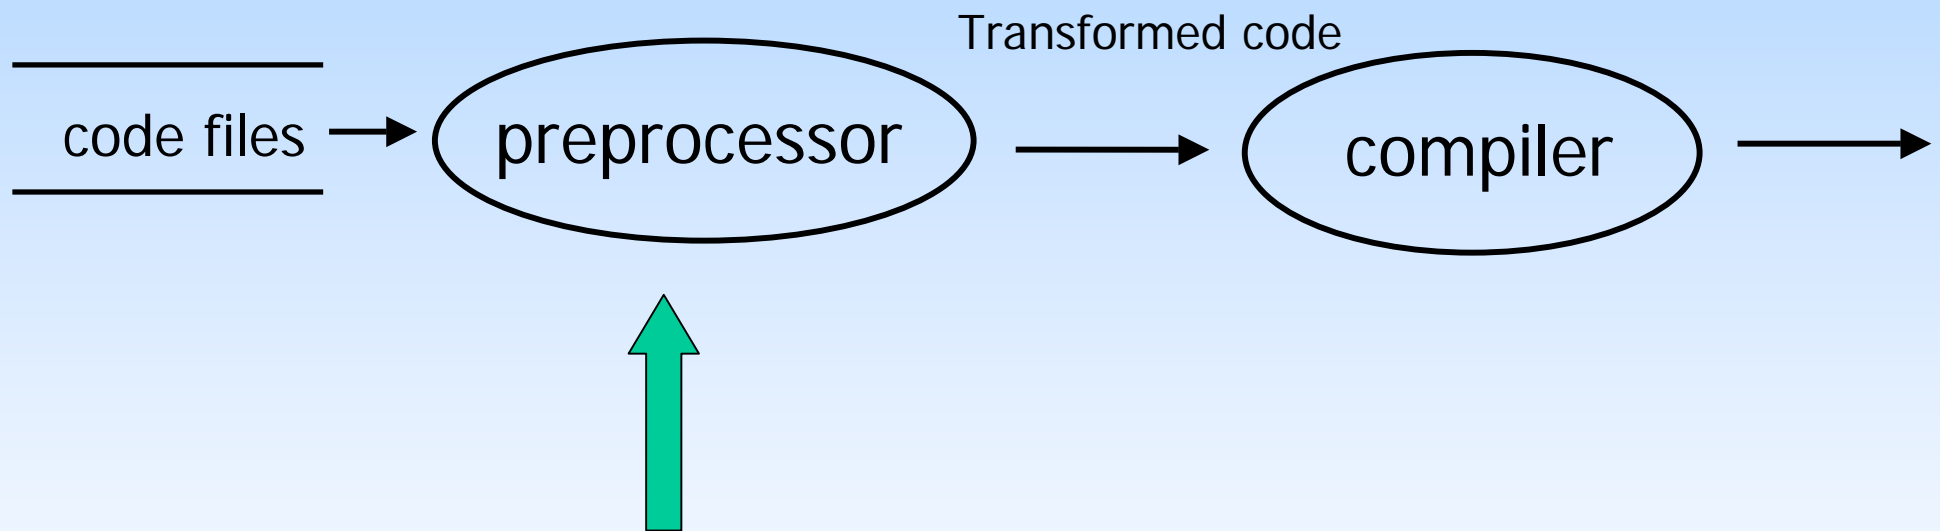 Transformed code
code files
preprocessor
compiler